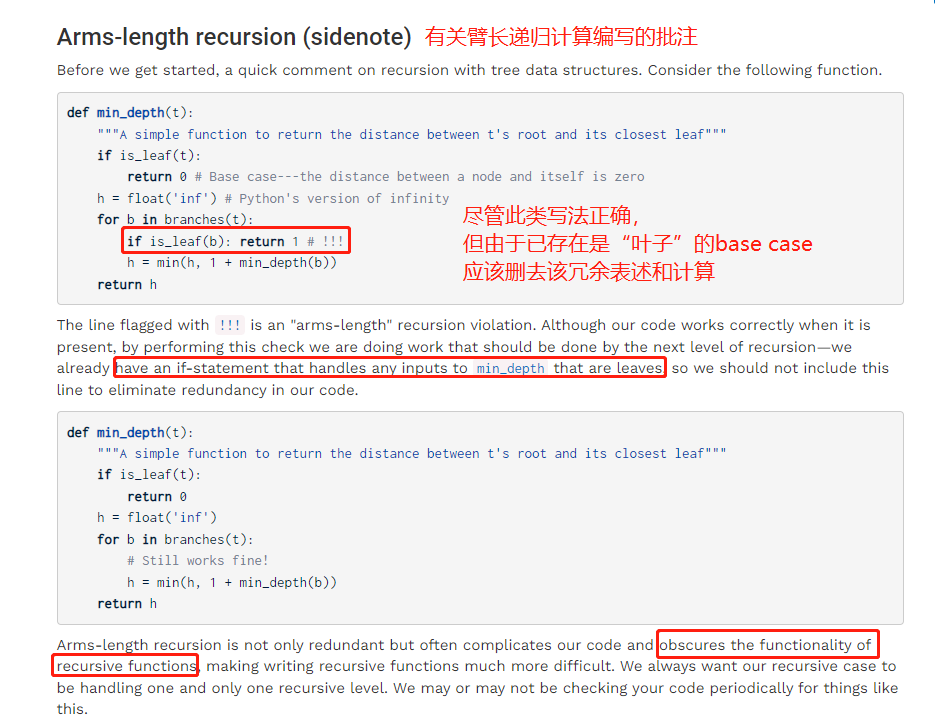 Arms-length recursion (sidenote) 有关臂长递归计算编写的批注
Before we get started, a quick comment on recursion with tree data structures. Consider the following function.
def min_depth(t):
    """A simple function to return the distance between t's root and its closest leaf"""
    if is_leaf(t):
        return 0 # Base case---the distance between a node and itself is zero
    h = float('inf') # Python's version of infinity
    for b in branches(t):
        if is_leaf(b): return 1 # !!!
        h = min(h, 1 + min_depth(b))
    return h
尽管此类写法正确，
但由于已存在是“叶子”的base case
应该删去该冗余表述和计算
The line flagged with !!! is an "arms-length" recursion violation. Although our code works correctly when it is
present, by performing this check we are doing work that should be done by the next level of recursion—we
already have an if-statement that handles any inputs to min_depth that are leaves, so we should not include this
line to eliminate redundancy in our code.
def min_depth(t):
    """A simple function to return the distance between t's root and its closest leaf"""
    if is_leaf(t):
        return 0
    h = float('inf')
    for b in branches(t):
        # Still works fine!
        h = min(h, 1 + min_depth(b))
    return h
Arms-length recursion is not only redundant but often complicates our code and obscures the functionality of
recursive functions, making writing recursive functions much more difficult. We always want our recursive case to
be handling one and only one recursive level. We may or may not be checking your code periodically for things like
this.